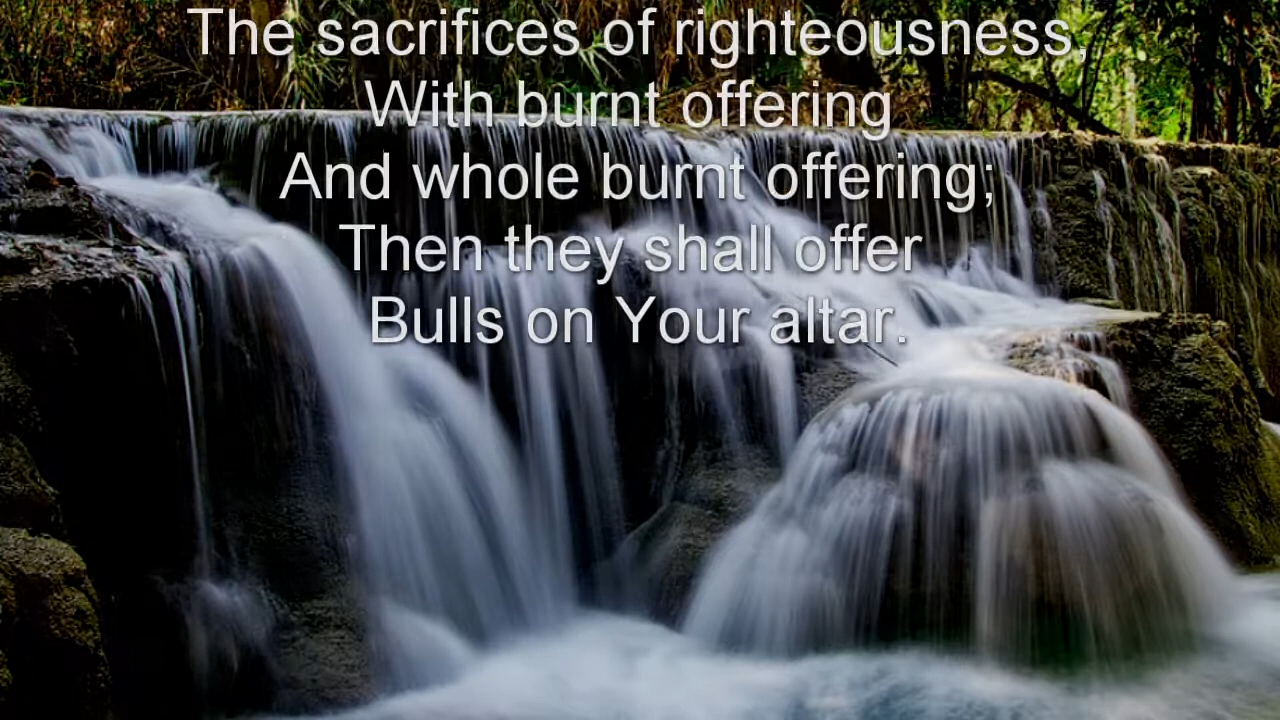 The sacrifices of righteousness,
With burnt offering
And whole burnt offering;
Then they shall offer
Bulls on Your altar.